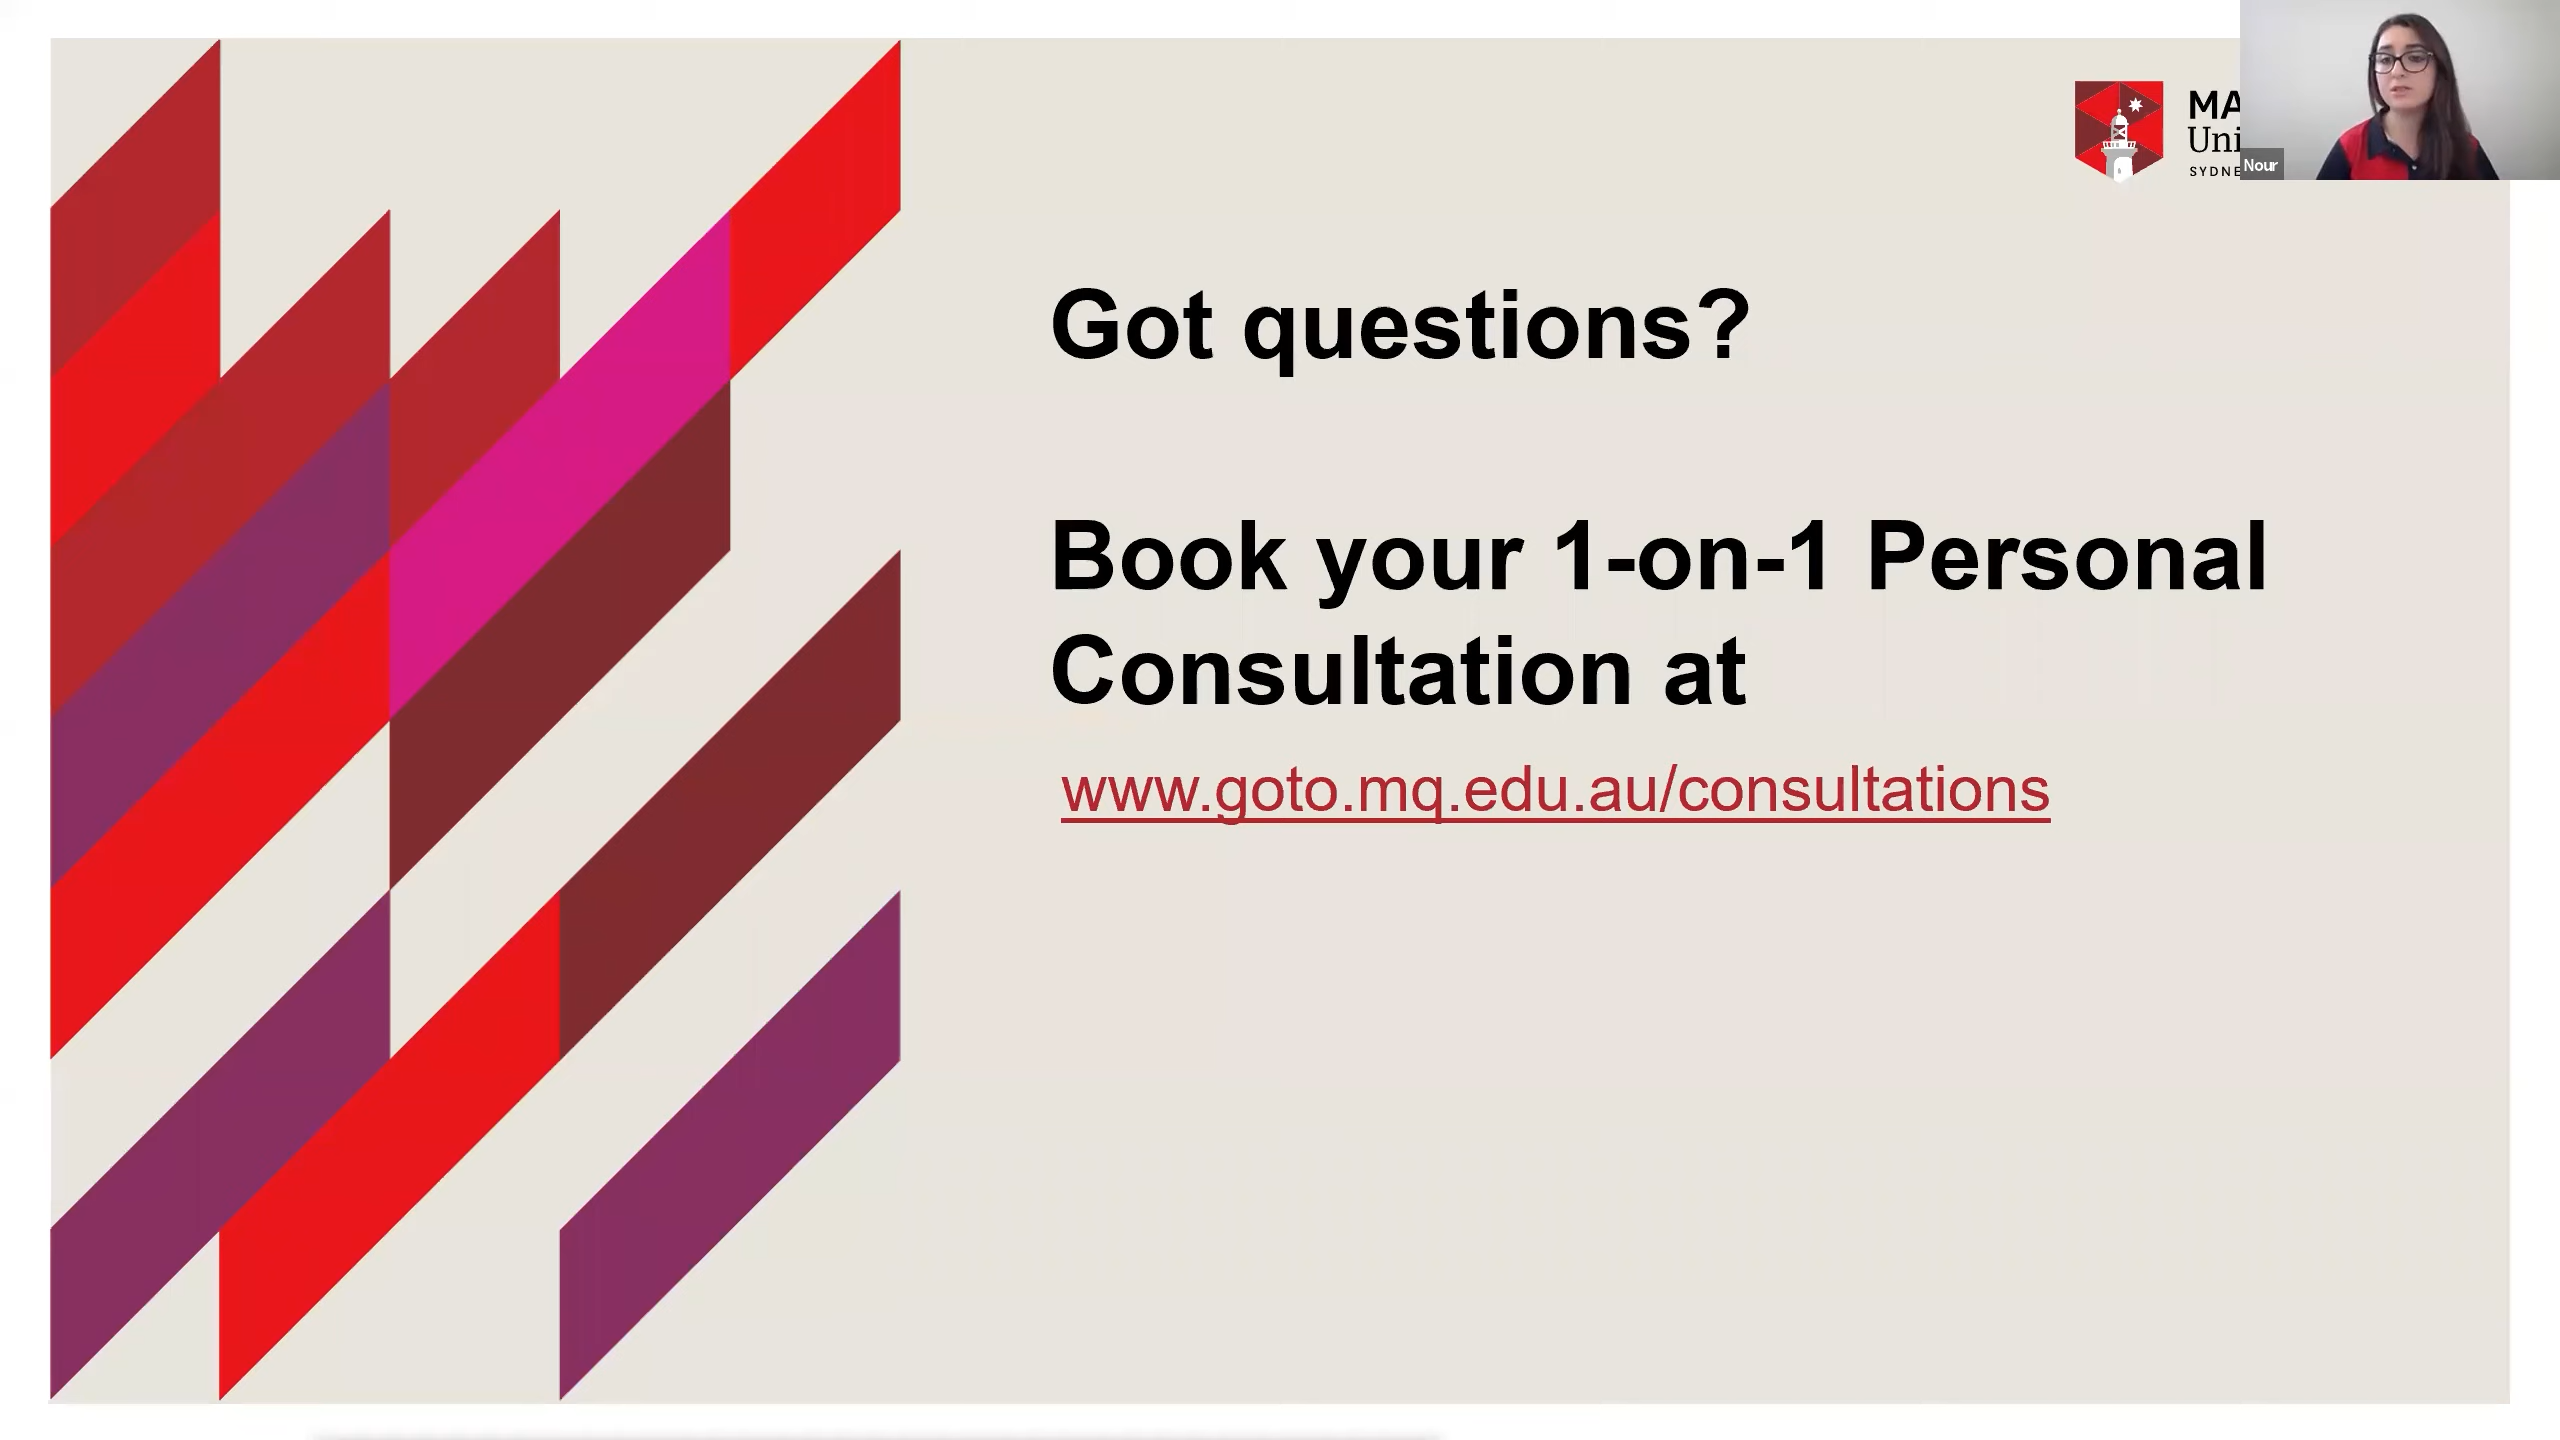 Got questions?
Book your 1-on-1 Personal
Consultation at
www.goto.mq.edu.au/consultations
MA
Uni
SYDNE
Nour